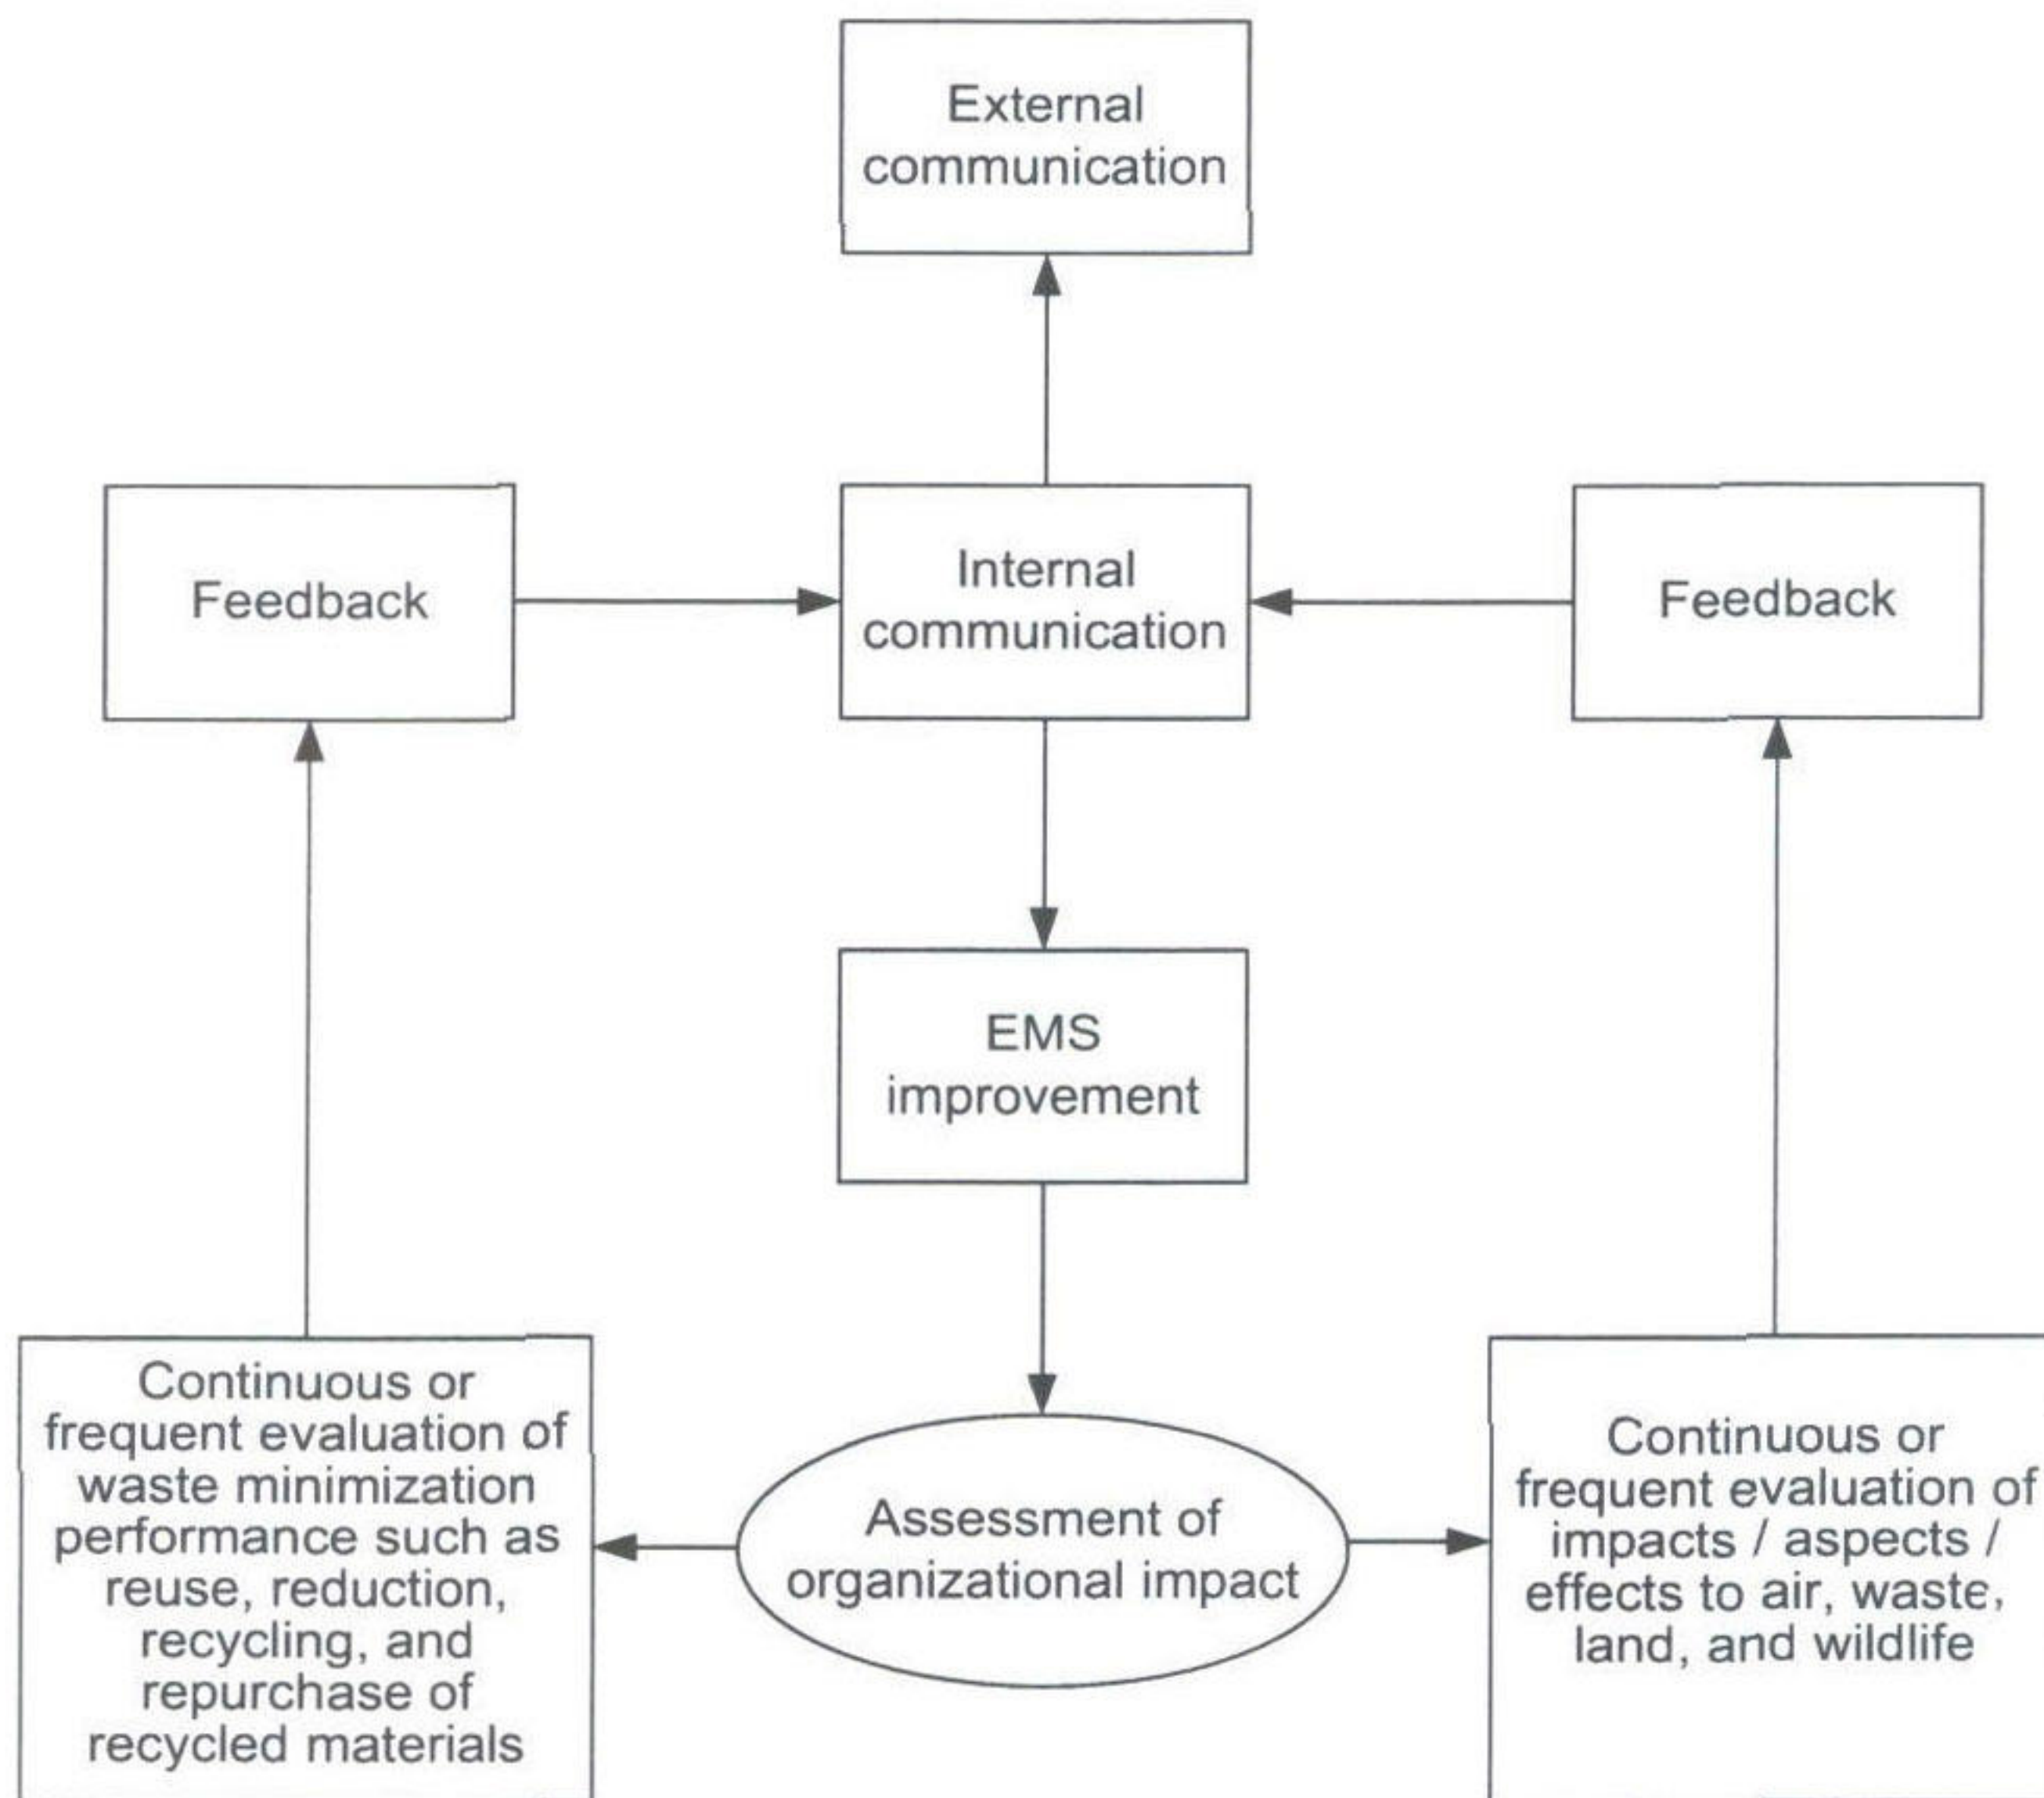 External
communication
Feedback
Internal
communication
Feedback
EMS
improvement
Continuous or
frequent evaluation of
waste minimization
performance such as
reuse, reduction,
recycling, and
repurchase of
recycled materials
Assessment of
organizational impact
Continuous or
frequent evaluation of
impacts / aspects /
effects to air, waste,
land, and wildlife